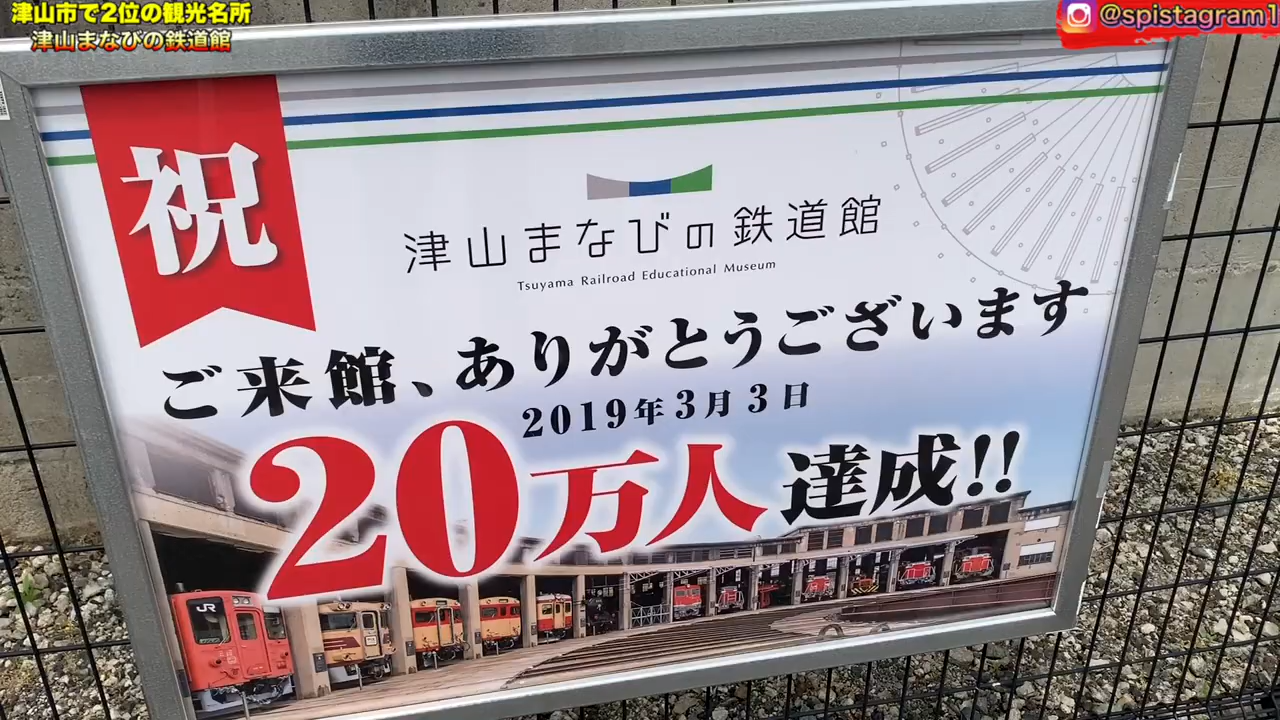 津山市で2位の観光名所
津山まなびの鉄道館
@spistagram1
祝
津山まなびの鉄道館
Tsuyama Railroad Educational Museum
ご来館、ありがとうございます
2019年3月3日
20万人達成!!
JR